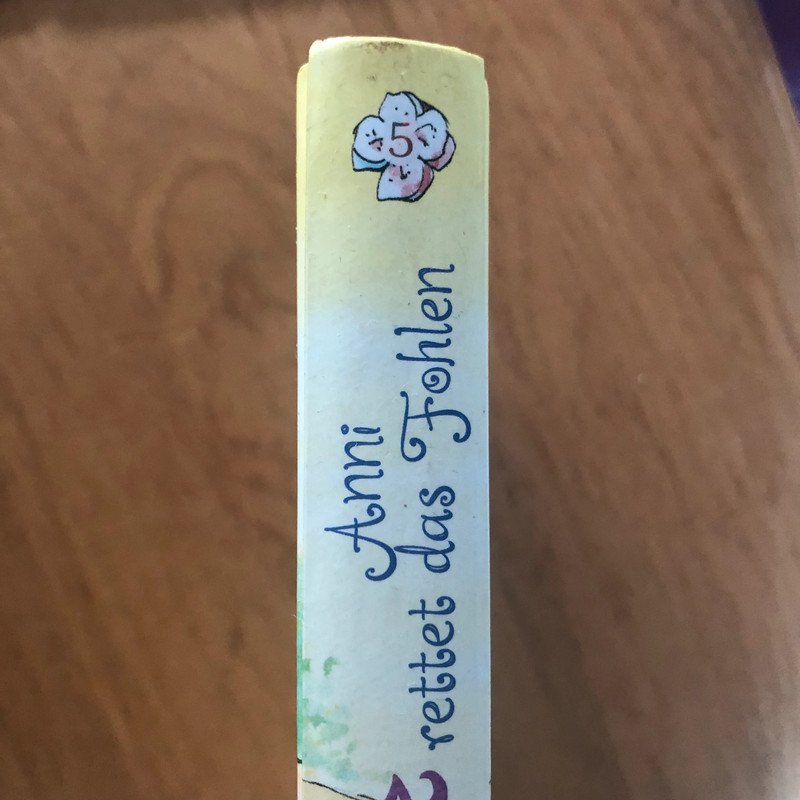 5
Anni
rettet das Fohlen